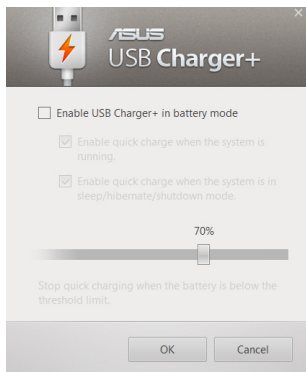 ASUS
USB Charger+
Enable USB Charger+ in battery mode
Enable quick charge when the system is
running.
Enable quick charge when the system is in
sleep/hibernate/shutdown mode.
70%
Stop quick charging when the battery is below the
threshold limit.
OK Cancel